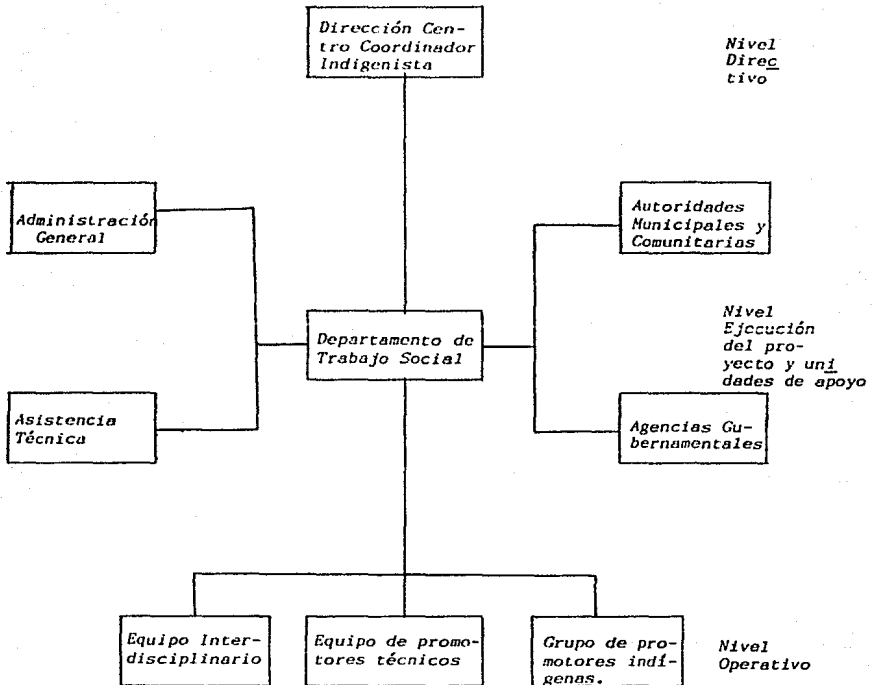 Dirección Cen-
tro Coordinador
Indigenista
Nivel
Direc
tivo
Administración
General
Autoridades
Municipales y
Comunitarias
Departamento de
Trabajo Social
Nivel
Ejecución
del pro-
yecto y uni
dades de apoyo
Asistencia
Técnica
Agencias Gu-
bernamentales
Equipo Inter-
disciplinario
Equipo de promo-
tores técnicos
Grupo de pro-
motores indí-
genas.
Nivel
Operativo